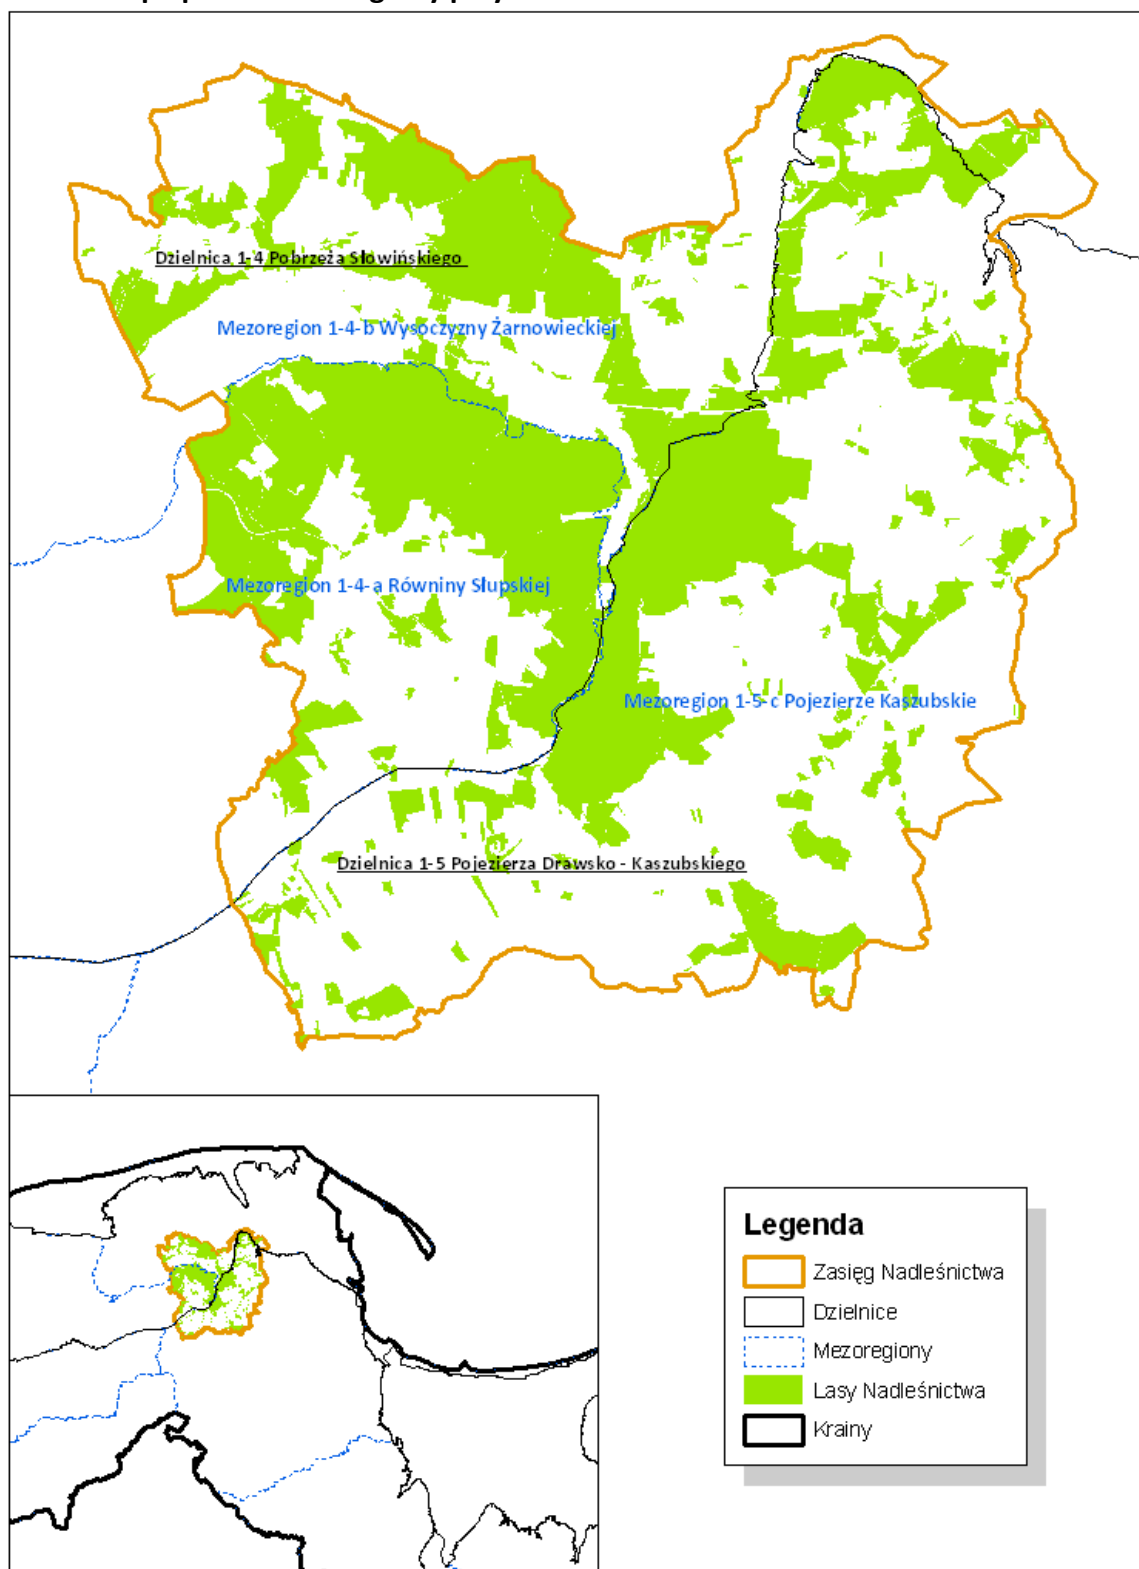 Dzielnica 1-4 Pobrzeża Słowińskiego
Mezoregion 1-4-b Wysoczyzny Żarnowieckiej
Mezoregion 1-4-a Równiny Słupskiej
Mezoregion 1-5-c Pojezierze Kaszubskie
Dzielnica 1-5 Pojezierza Drawsko - Kaszubskiego
Legenda
Zasięg Nadleśnictwa
Dzielnice
Mezoregiony
Lasy Nadleśnictwa
Krainy